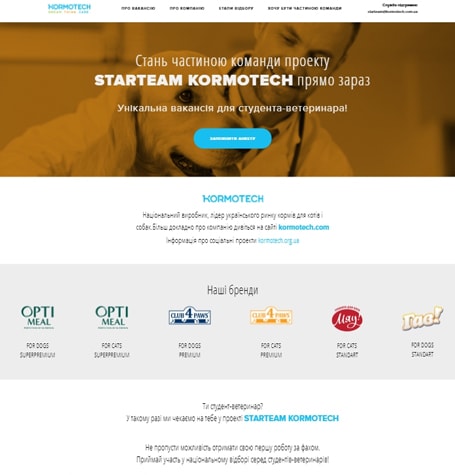 KORMOTECH
ПРО ВАКАНСІЮ
ПРО КОМПАНІЮ
ЕТАПИ ВІДБОРУ
ХОЧУ БУТИ ЧАСТИНОЮ КОМАНДИ
Служба підтримки
starteam@kormotech.com.ua
Стань частиною команди проекту
STARTEAM KORMOTECH прямо зараз
Унікальна вакансія для студента-ветеринара!
ЗАПОВНИТИ АНКЕТУ
KORMOTECH
Національний виробник, лідер українського ринку кормів для котів і
собак.Більш докладно про компанію дивіться на сайті kormotech.com
Інформація про соціальні проекти kormotech.org.ua
Наші бренди
OPTI MEAL
OPTI MEAL
CLUB 4 PAWS
CLUB 4 PAWS
Мяу!
Гав!
FOR DOGS
SUPERPREMIUM
FOR CATS
SUPERPREMIUM
FOR DOGS
PREMIUM
FOR CATS
PREMIUM
FOR CATS
STANDART
FOR DOGS
STANDART
Ти студент-ветеринар?
У такому разі ми чекаємо на тебе у проекті STARTEAM KORMOTECH
Не пропусти можливість отримати свою першу роботу за фахом.
Приймай участь у національному відборі серед студентів-ветеринарів!